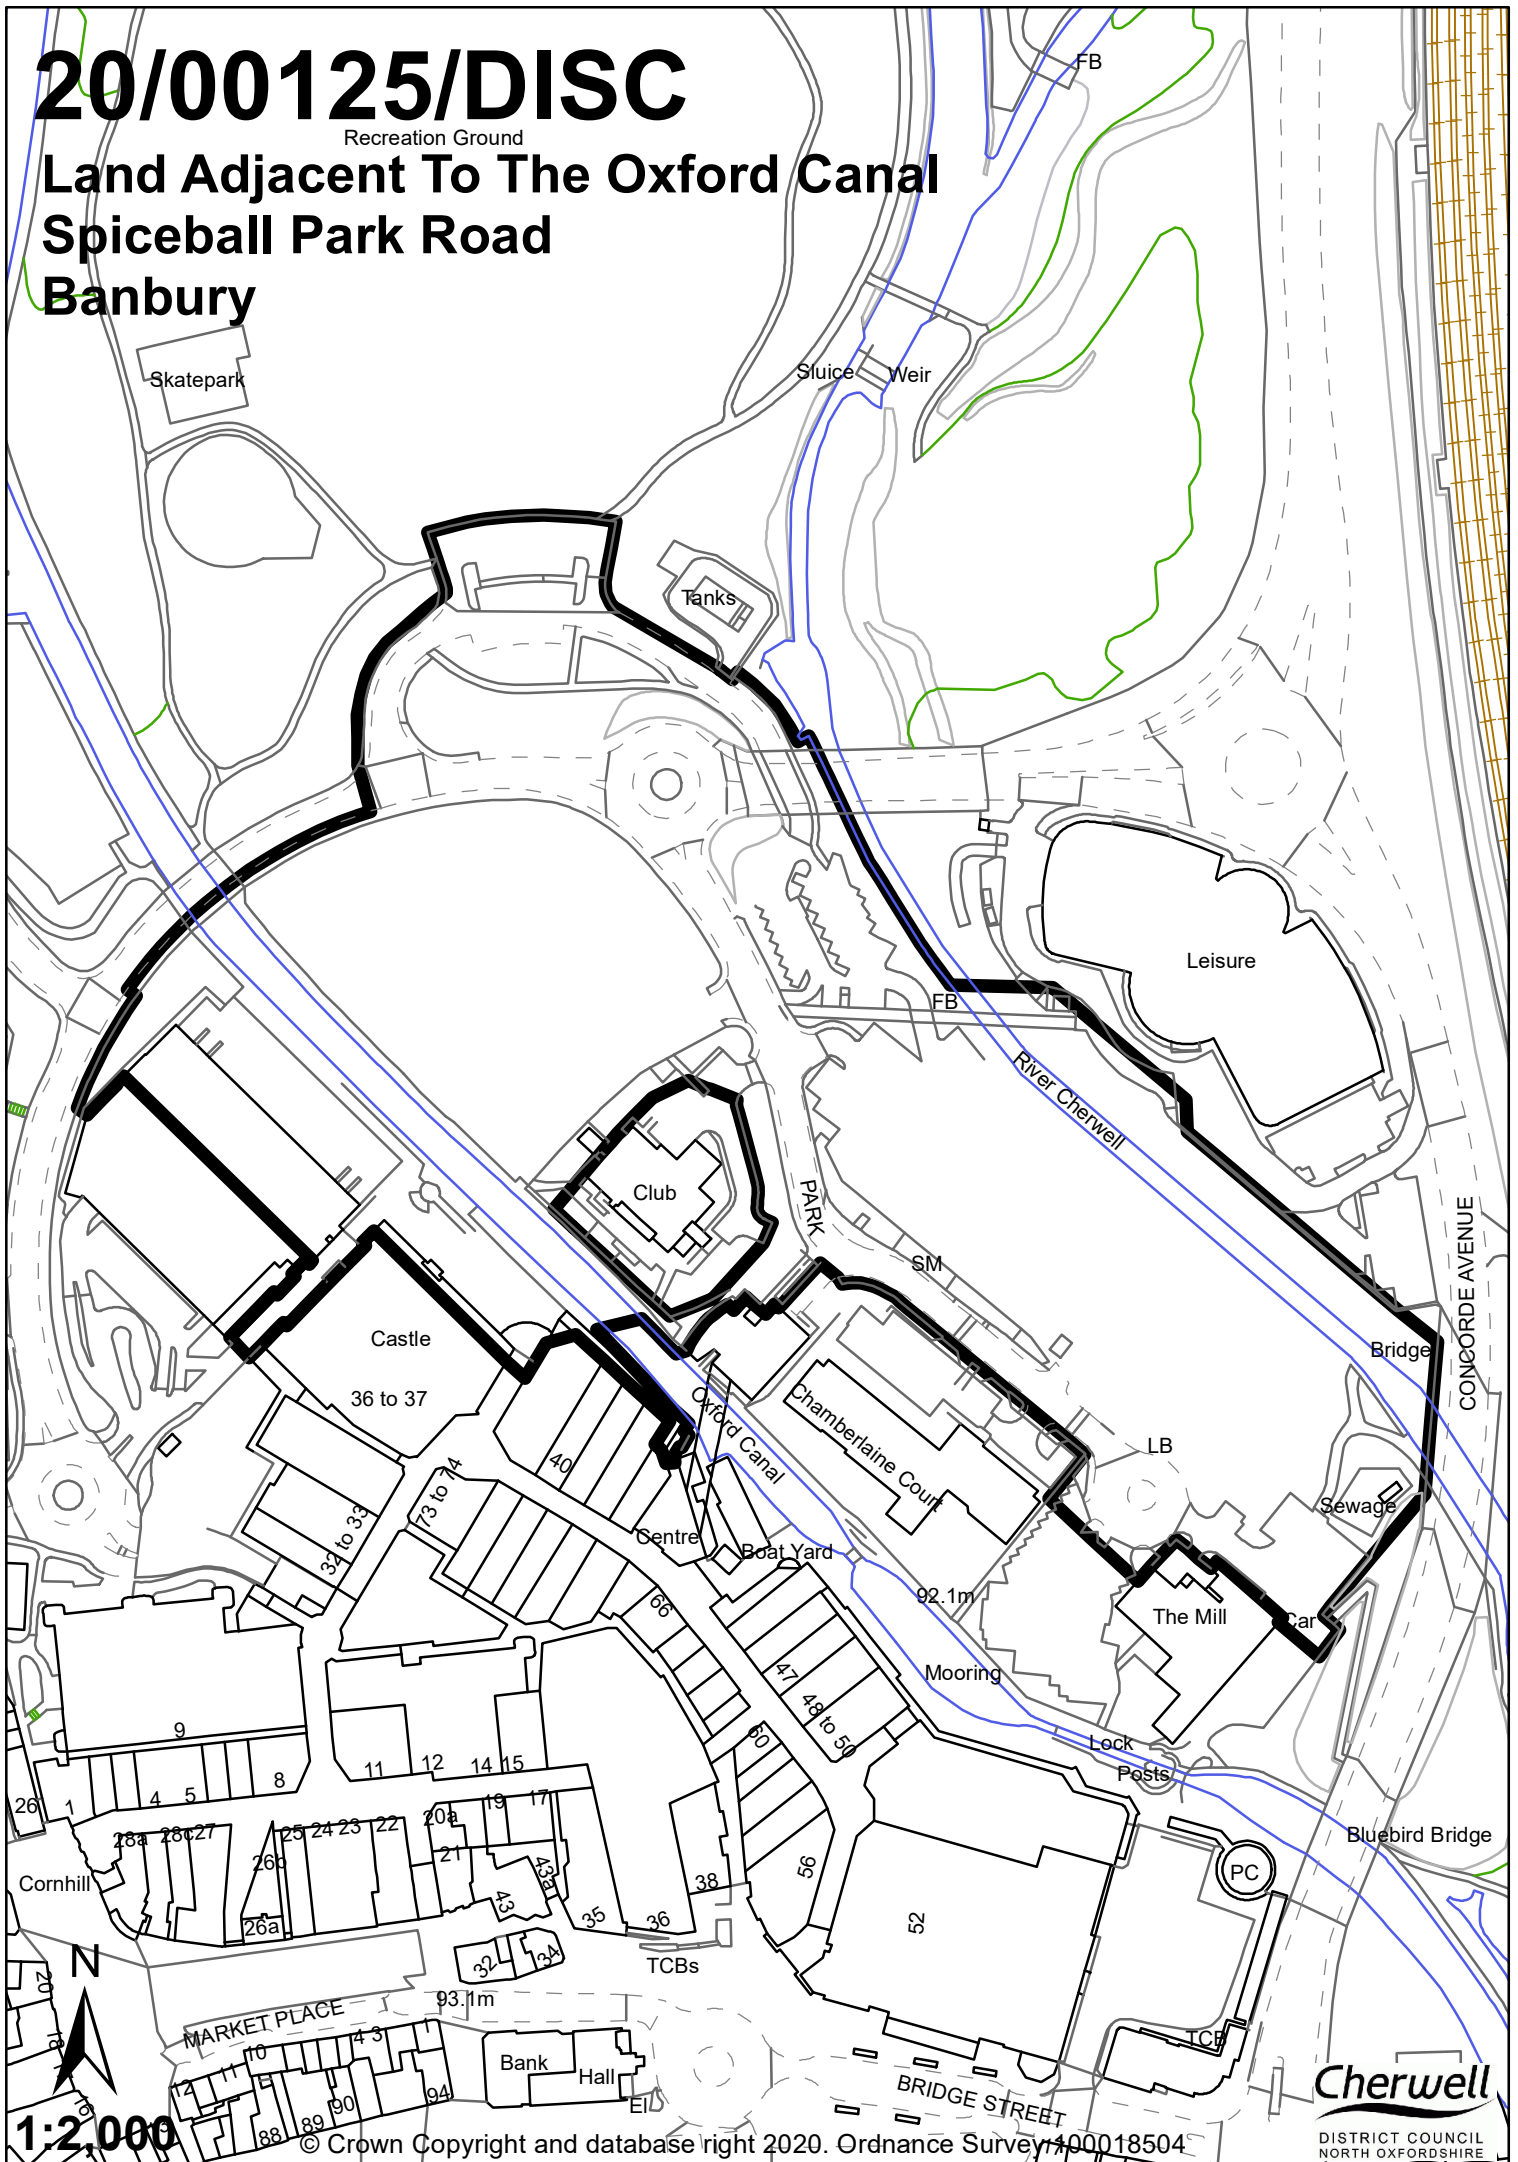 20/00125/DISC
Recreation Ground
Land Adjacent To The Oxford Canal
Spiceball Park Road
Banbury
FB
Skatepark
Sluice
Weir
Tanks
Leisure
FB
River Cherwell
Club
PARK
SM
CONCORDE AVENUE
Castle
36 to 37
Bridge
Oxford Canal
Chamberlaine Court
LB
40
73 to 74
Sewage
32 to 33
Centre
Boat Yard
92.1m
66
The Mill
Car
Mooring
47
48 to 50
60
9
Lock
Posts
11
12
14
15
8
4
5
1
26
19
17
20a
28a
28c
27
25
24
23
22
21
26b
43a
43
56
38
Bluebird Bridge
PC
Cornhill
26a
35
36
52
32
34
TCBs
N
20
93.1m
MARKET PLACE
18
10
4
3
1
11
12
Bank
Hall
TCB
16
90
94
El
BRIDGE STREET
89
88
1:2,000
© Crown Copyright and database right 2020. Ordnance Survey 100018504
Cherwell
DISTRICT COUNCIL
NORTH OXFORDSHIRE